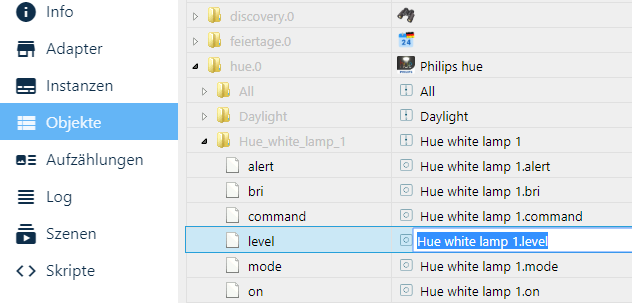 Info
Adapter
Instanzen
Objekte
Aufzählungen
Log
Szenen
Skripte
discovery.0
feiertage.0
24
hue.0 PHILIPS Philips hue
All All
Daylight Daylight
Hue_white_lamp_1 Hue white lamp 1
alert Hue white lamp 1.alert
bri Hue white lamp 1.bri
command Hue white lamp 1.command
level Hue white lamp 1.level
mode Hue white lamp 1.mode
on Hue white lamp 1.on